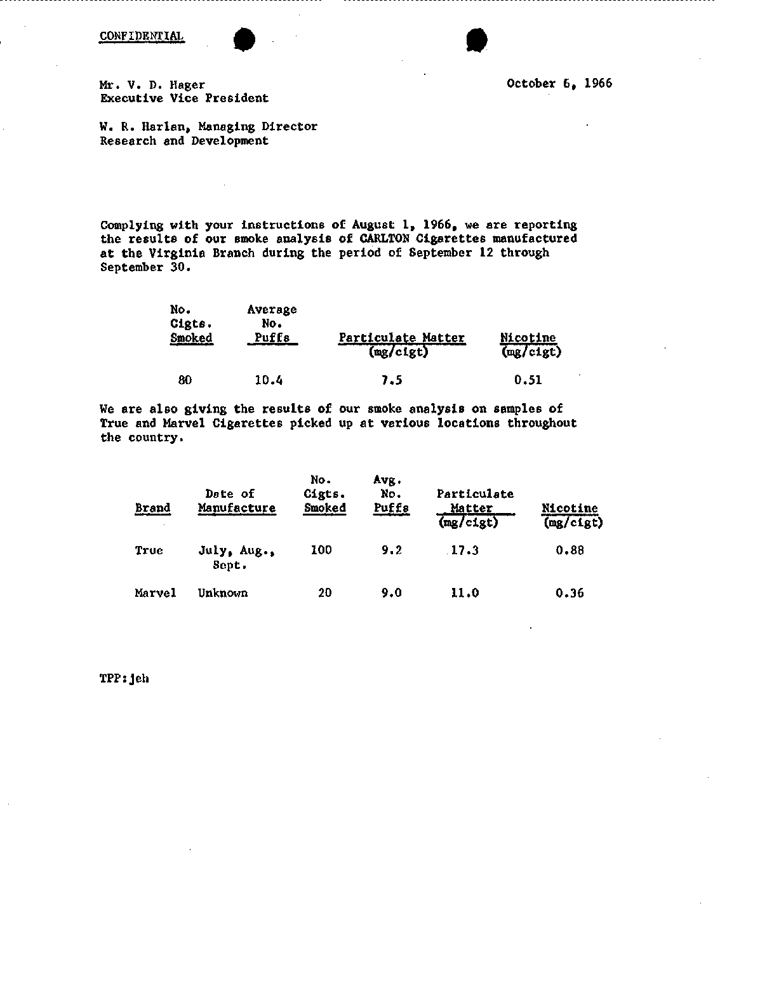 CONFIDENTIAL
Mr. V. D. Hager October 6, 1966
Executive Vice President
W. R. Harlan, Managing Director
Research and Development
Complying with your instructions of August 1, 1966, we are reporting
the results of our smoke analysis of CARLTON Cigarettes manufactured
at the Virginia Branch during the period of September 12 through
September 30.
No. Average
Cigts. No.
Smoked Puffs Particulate Matter Nicotine
(mg/cigt) (mg/cigt)
80 10.4 7.5 0.51
We are also giving the results of our smoke analysis on samples of
True and Marvel Cigarettes picked up at various locations throughout
the country.
No. Avg.
Date of Cigts. No. Particulate
Brand Manufacture Smoked Puffs Matter Nicotine
(mg/cigt) (mg/cigt)
True July, Aug., 100 9.2 17.3 0.88
Sept.
Marvel Unknown 20 9.0 11.0 0.36
TPP:jeh